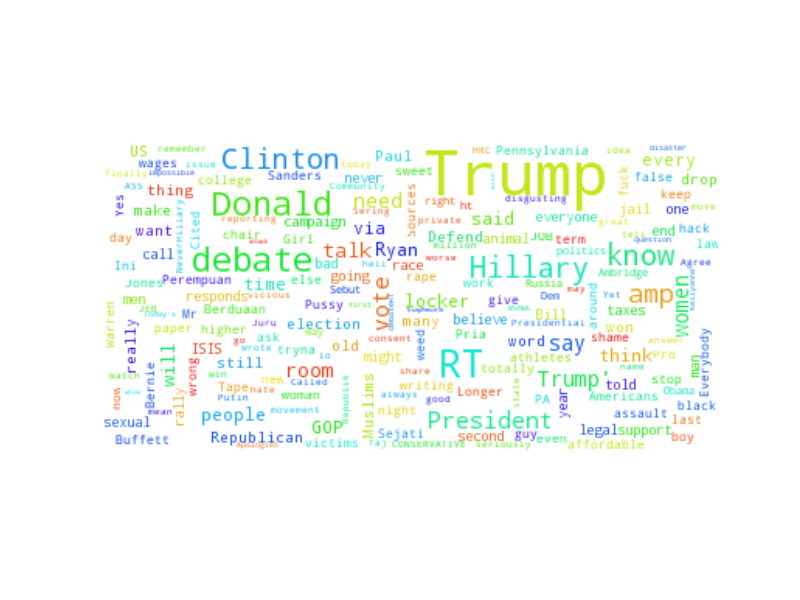 US remember Clinton Paul Trump HRC Pennsylvania idea disaster
wages issue today every
finally impossible Sanders never sweet false drop
ASS thing college Community disgusting fuck keep
Yes make Donald need Sources right ht said everyone jail one move
NeverHillary Cited reporting campaign String private great
want chair Girl via Defend animal JOB term politics tell end hack
day debate bad talk Ryan million know question law
call Hillary Agree
Ini else going race worse Ambridge
Jones Perempuan time Sebut rape work Russia may amp women
men responds vicious Pussy first vote locker give Dem around taxes
Warren Today's Mr Berduaan many Bill won
really paper higher Juru election believe Presidential
ask may consent weed Pria word say shame answer
will ISIS go wrote tryna old might RT athletes think Pro Everybody
still lo totally name man
watch wrong win room share Trump' told stop
Bernie Tape hate new Called writing Longer state Americans Obama
now rally Putin woman Republik Muslims always good PA year
mean people movement night President assault black
sexual GOP Sejati guy legal support last
Buffett Republican victims CONSERVATIVE second even boy
Apologies seriously affordable